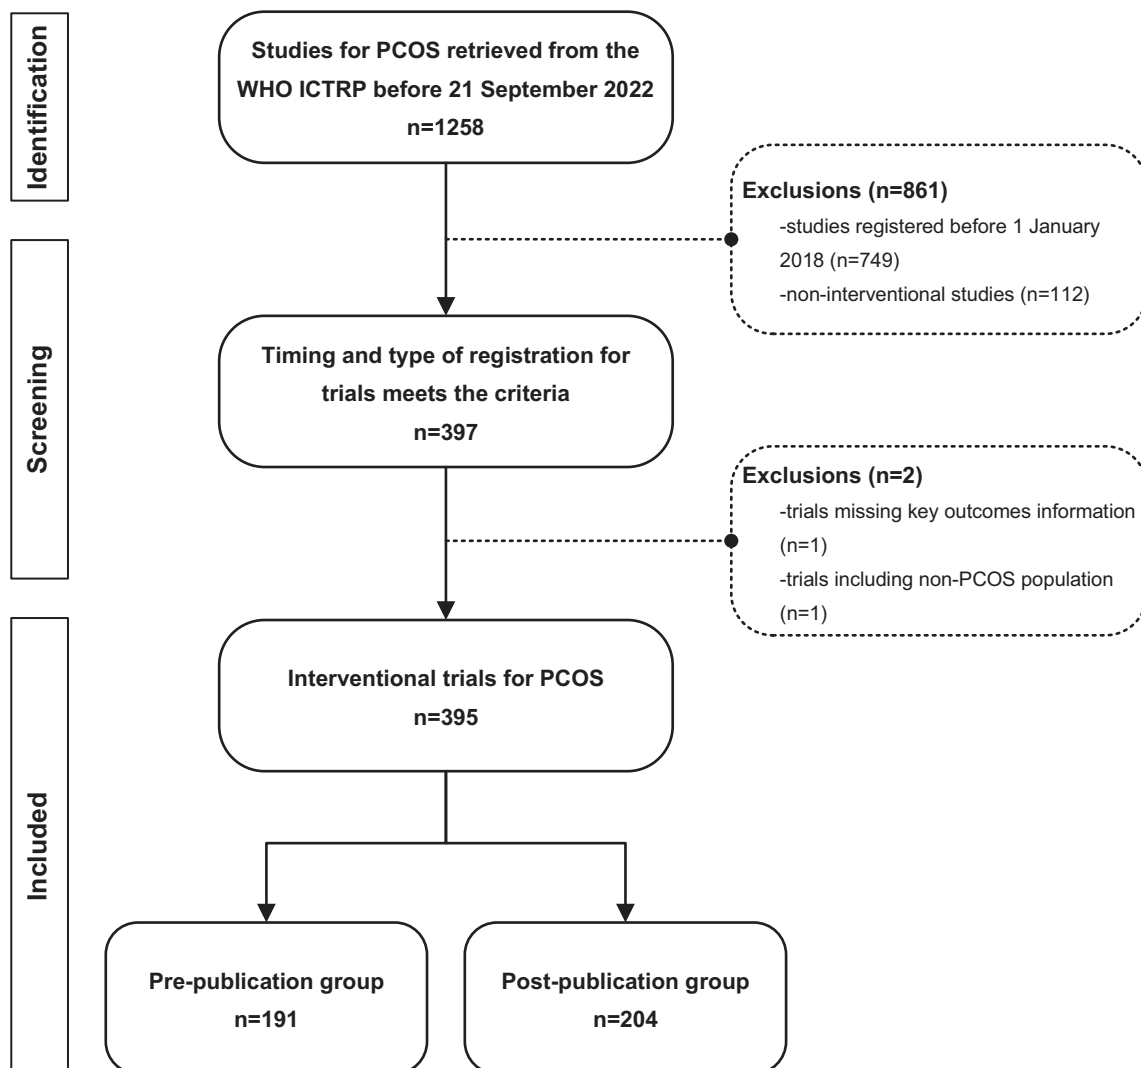 Identification
Studies for PCOS retrieved from the
WHO ICTRP before 21 September 2022
n=1258
Exclusions (n=861)
-studies registered before 1 January
2018 (n=749)
-non-interventional studies (n=112)
Screening
Timing and type of registration for
trials meets the criteria
n=397
Exclusions (n=2)
-trials missing key outcomes information
(n=1)
-trials including non-PCOS population
(n=1)
Included
Interventional trials for PCOS
n=395
Pre-publication group
n=191
Post-publication group
n=204